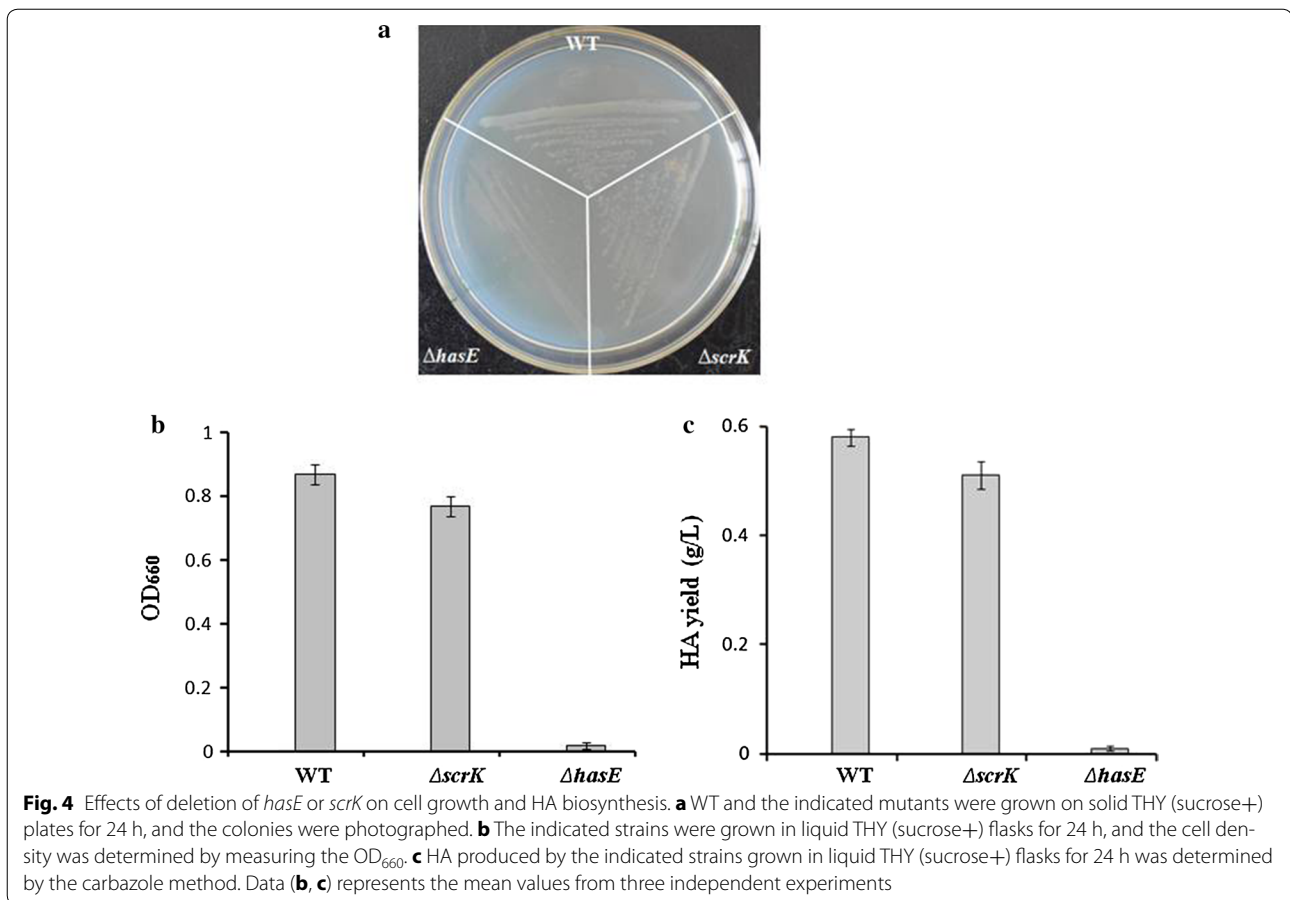 a
WT
ΔhasE
ΔscrK
b
1
0.8
0.6
0.4
0.2
0
OD660
WT
ΔscrK
ΔhasE
c
0.6
0.4
0.2
0
HA yield (g/L)
WT
ΔscrK
ΔhasE
Fig. 4 Effects of deletion of hasE or scrK on cell growth and HA biosynthesis. a WT and the indicated mutants were grown on solid THY (sucrose+)
plates for 24 h, and the colonies were photographed. b The indicated strains were grown in liquid THY (sucrose+) flasks for 24 h, and the cell den-
sity was determined by measuring the OD660. c HA produced by the indicated strains grown in liquid THY (sucrose+) flasks for 24 h was determined
by the carbazole method. Data (b, c) represents the mean values from three independent experiments